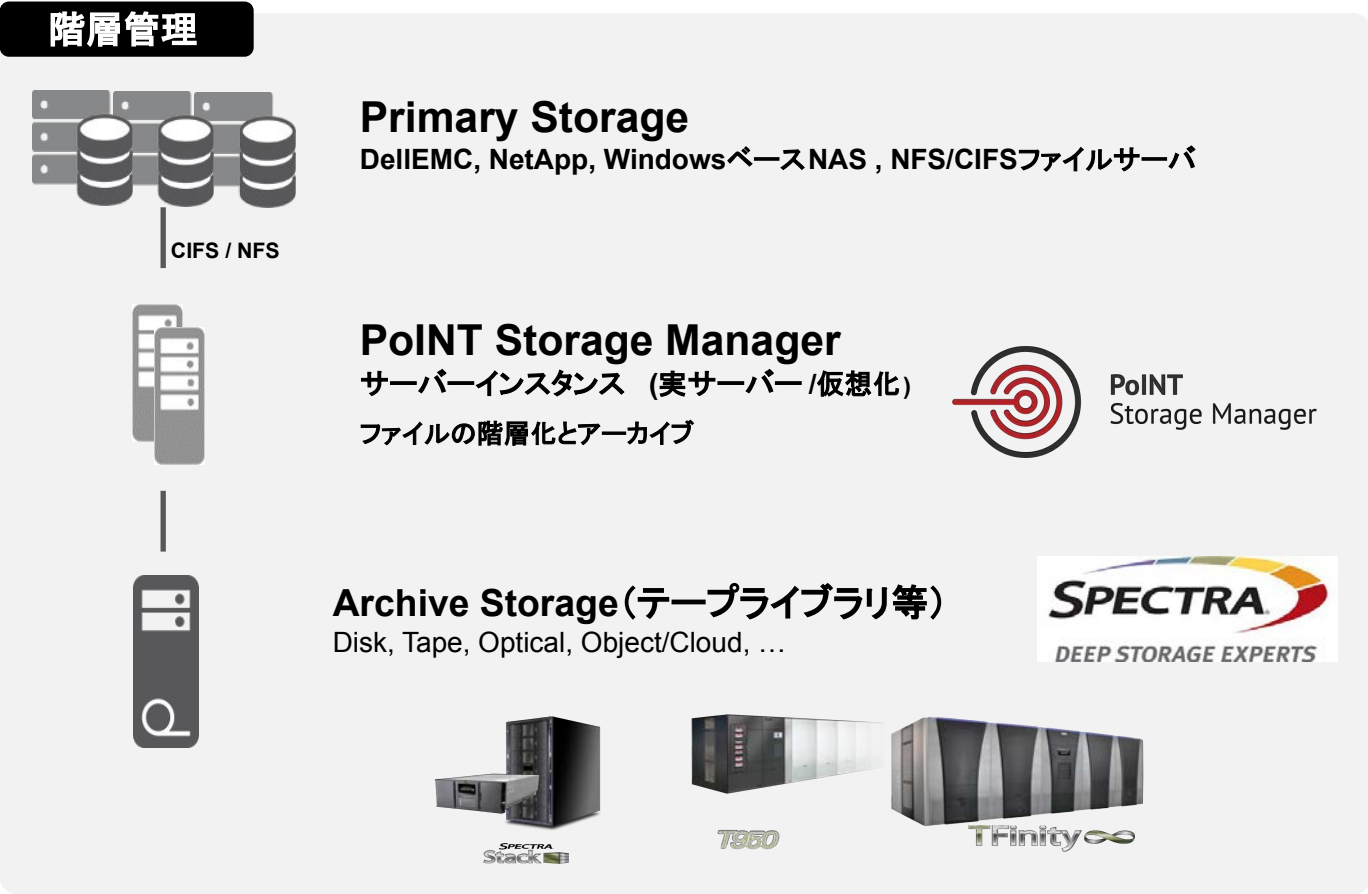 階層管理
Primary Storage
DellEMC, NetApp, WindowsベースNAS , NFS/CIFSファイルサーバ
CIFS / NFS
PoINT Storage Manager
サーバーインスタンス　(実サーバー /仮想化)
ファイルの階層化とアーカイブ
PoINT
Storage Manager
Archive Storage（テープライブラリ等）
Disk, Tape, Optical, Object/Cloud, …
SPECTRA
DEEP STORAGE EXPERTS
SPECTRA
Stack
T950
TFinity